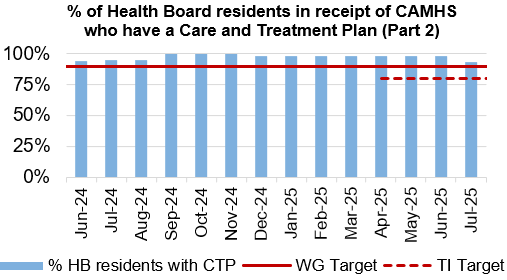 % of Health Board residents in receipt of CAMHS
who have a Care and Treatment Plan (Part 2)
100%
75%
50%
25%
0%
Jun-24
Jul-24
Aug-24
Sep-24
Oct-24
Nov-24
Dec-24
Jan-25
Feb-25
Mar-25
Apr-25
May-25
Jun-25
Jul-25
% HB residents with CTP WG Target TI Target